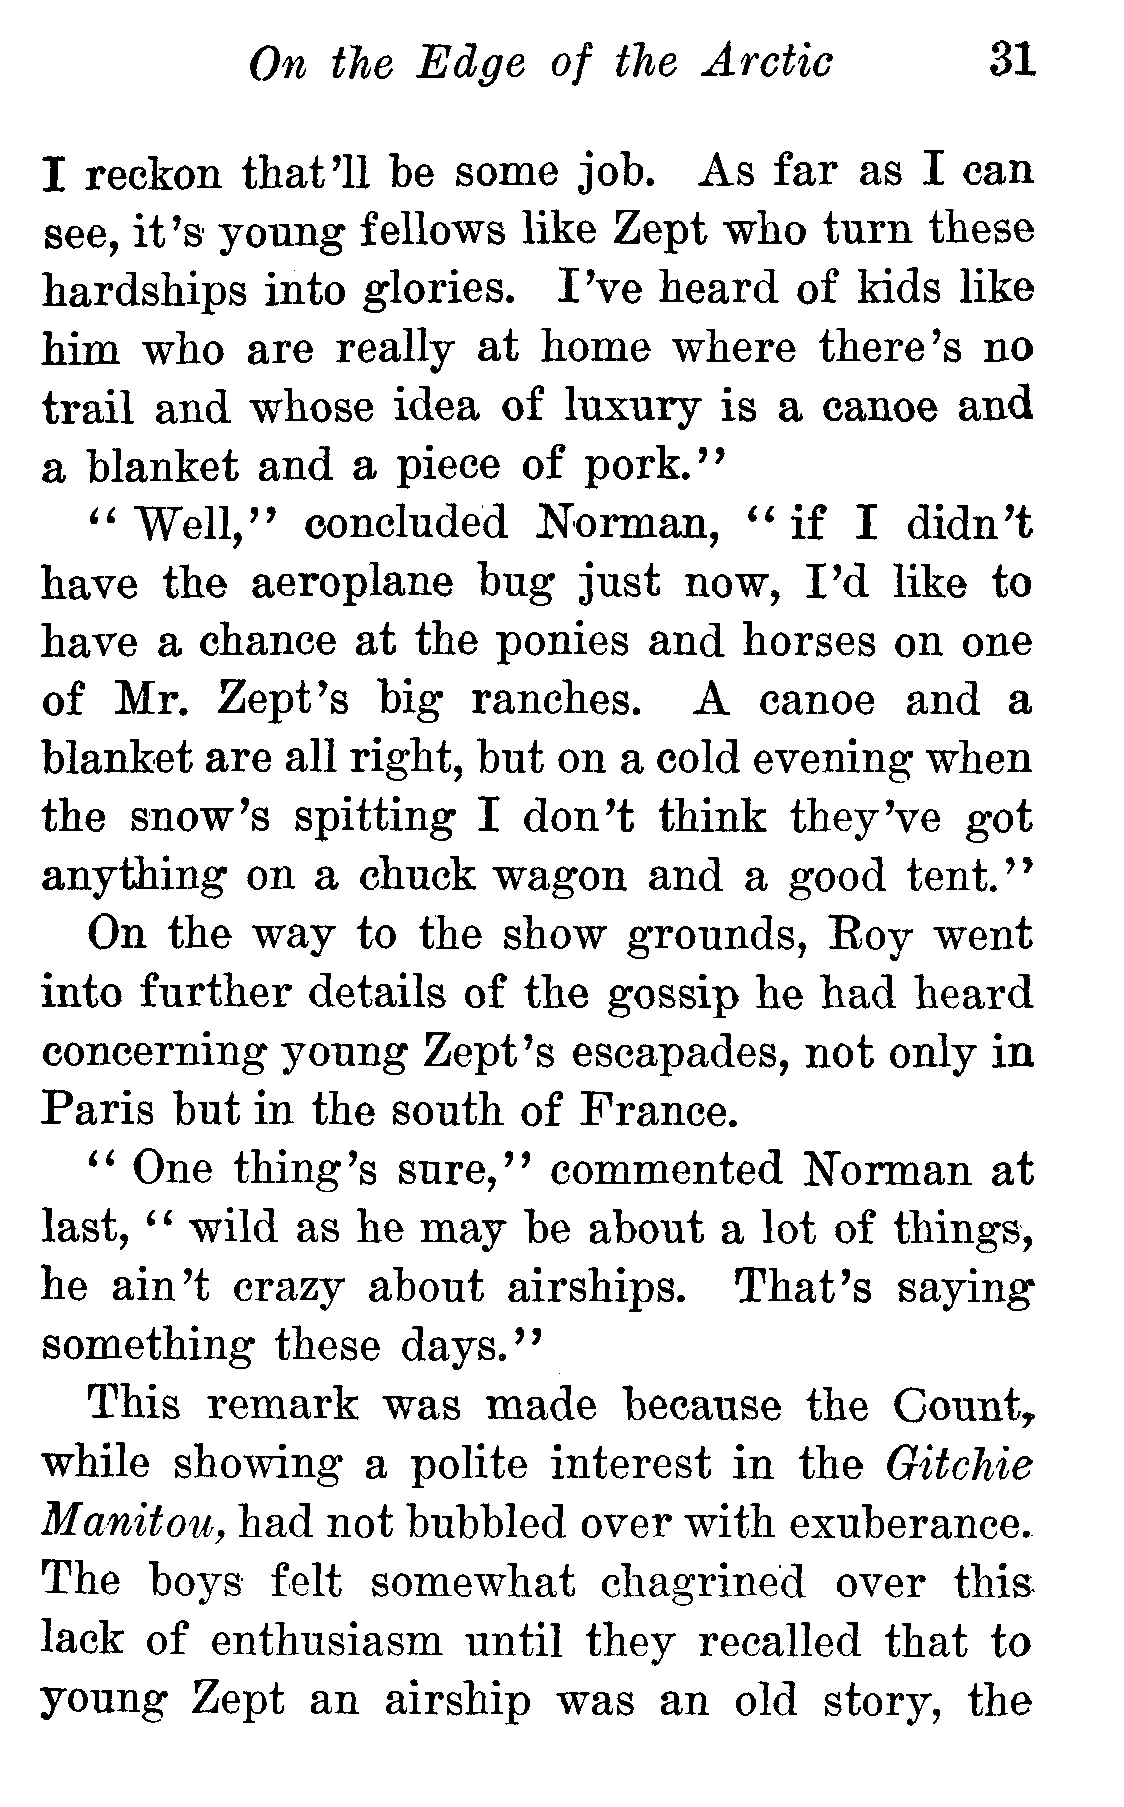 On the Edge of the Arctic 31
I reckon that'll be some job. As far as I can
see, it's young fellows like Zept who turn these
hardships into glories. I've heard of kids like
him who are really at home where there's no
trail and whose idea of luxury is a canoe and
a blanket and a piece of pork."
"Well," concluded Norman, "if I didn't
have the aeroplane bug just now, I'd like to
have a chance at the ponies and horses on one
of Mr. Zept's big ranches. A canoe and a
blanket are all right, but on a cold evening when
the snow's spitting I don't think they've got
anything on a chuck wagon and a good tent."
On the way to the show grounds, Roy went
into further details of the gossip he had heard
concerning young Zept's escapades, not only in
Paris but in the south of France.
"One thing's sure," commented Norman at
last, "wild as he may be about a lot of things,
he ain't crazy about airships. That's saying
something these days."
This remark was made because the Count,
while showing a polite interest in the Gitchie
Manitou, had not bubbled over with exuberance.
The boys felt somewhat chagrined over this
lack of enthusiasm until they recalled that to
young Zept an airship was an old story, the